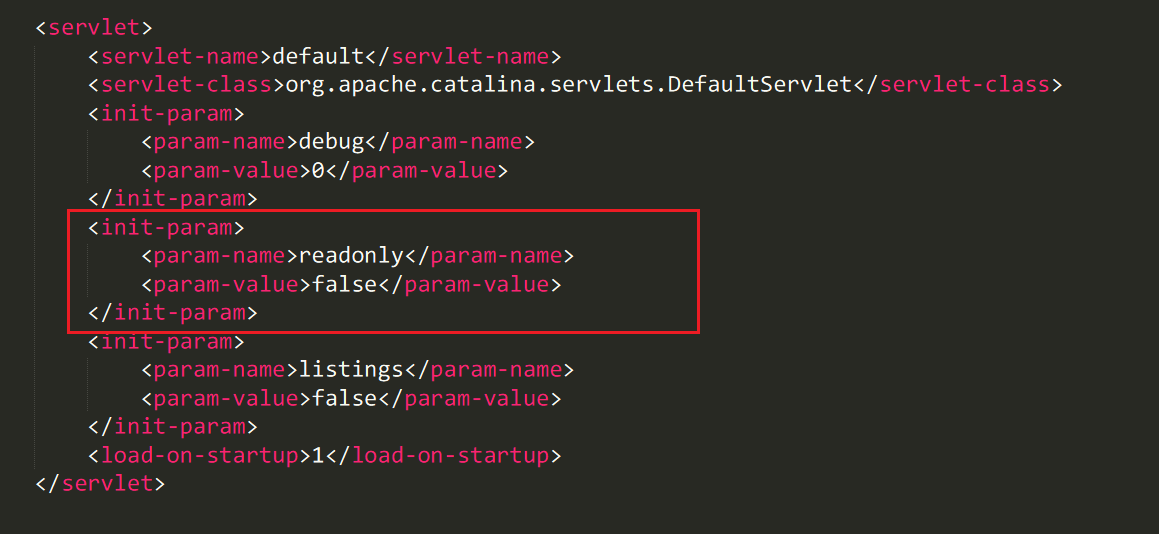 <servlet>
<servlet-name>default</servlet-name>
<servlet-class>org.apache.catalina.servlets.DefaultServlet</servlet-class>
<init-param>
<param-name>debug</param-name>
<param-value>0</param-value>
</init-param>
<init-param>
<param-name>readonly</param-name>
<param-value>false</param-value>
</init-param>
<init-param>
<param-name>listings</param-name>
<param-value>false</param-value>
</init-param>
<load-on-startup>1</load-on-startup>
</servlet>